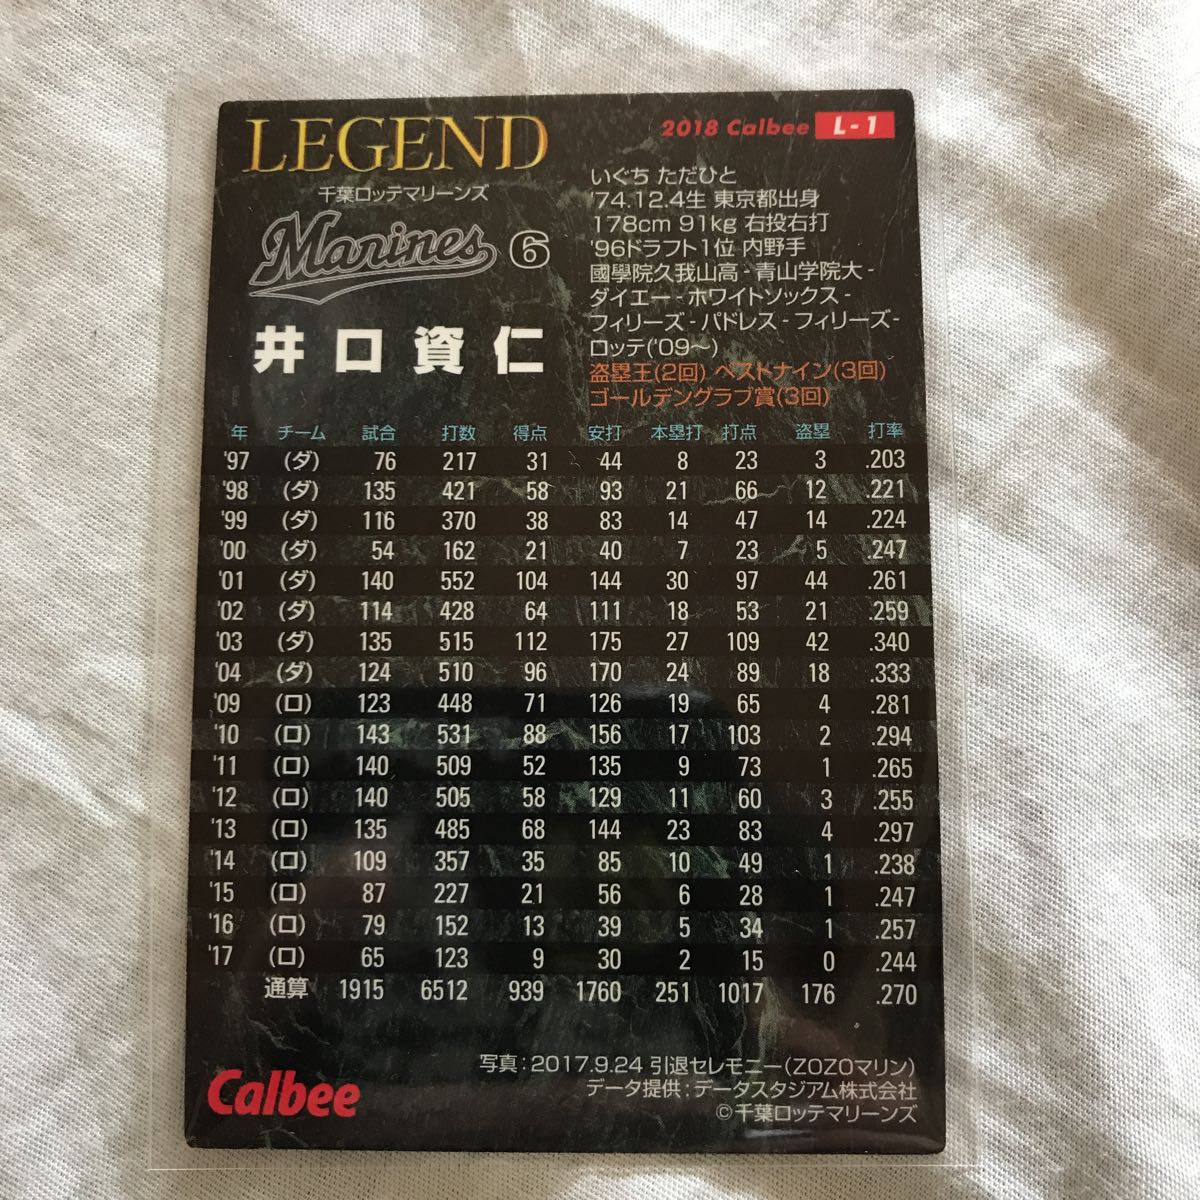 LEGEND
2018 Calbee L-1
千葉ロッテマリーンズ
Marines 6
井口資仁
いぐち ただひと
'74.12.4生 東京都出身
178cm 91kg 右投右打
'96ドラフト1位 内野手
國學院久我山高-青山学院大-
ダイエー-ホワイトソックス-
フィリーズ-パドレス-フィリーズ-
ロッテ('09〜)
盗塁王(2回) ベストナイン(3回)
ゴールデングラブ賞(3回)
年 チーム 試合 打数 得点 安打 本塁打 打点 盗塁 打率
'97 (ダ) 76 217 31 44 8 23 3 .203
'98 (ダ) 135 421 58 93 21 66 12 .221
'99 (ダ) 116 370 38 83 14 47 14 .224
'00 (ダ) 54 162 21 40 7 23 5 .247
'01 (ダ) 140 552 104 144 30 97 44 .261
'02 (ダ) 114 428 64 111 18 53 21 .259
'03 (ダ) 135 515 112 175 27 109 42 .340
'04 (ダ) 124 510 96 170 24 89 18 .333
'09 (ロ) 123 448 71 126 19 65 4 .281
'10 (ロ) 143 531 88 156 17 103 2 .294
'11 (ロ) 140 509 52 135 9 73 1 .265
'12 (ロ) 140 505 58 129 11 60 3 .255
'13 (ロ) 135 485 68 144 23 83 4 .297
'14 (ロ) 109 357 35 85 10 49 1 .238
'15 (ロ) 87 227 21 56 6 28 1 .247
'16 (ロ) 79 152 13 39 5 34 1 .257
'17 (ロ) 65 123 9 30 2 15 0 .244
通算 1915 6512 939 1760 251 1017 176 .270
写真:2017.9.24 引退セレモニー(ZOZOマリン)
データ提供:データスタジアム株式会社
©千葉ロッテマリーンズ
Calbee